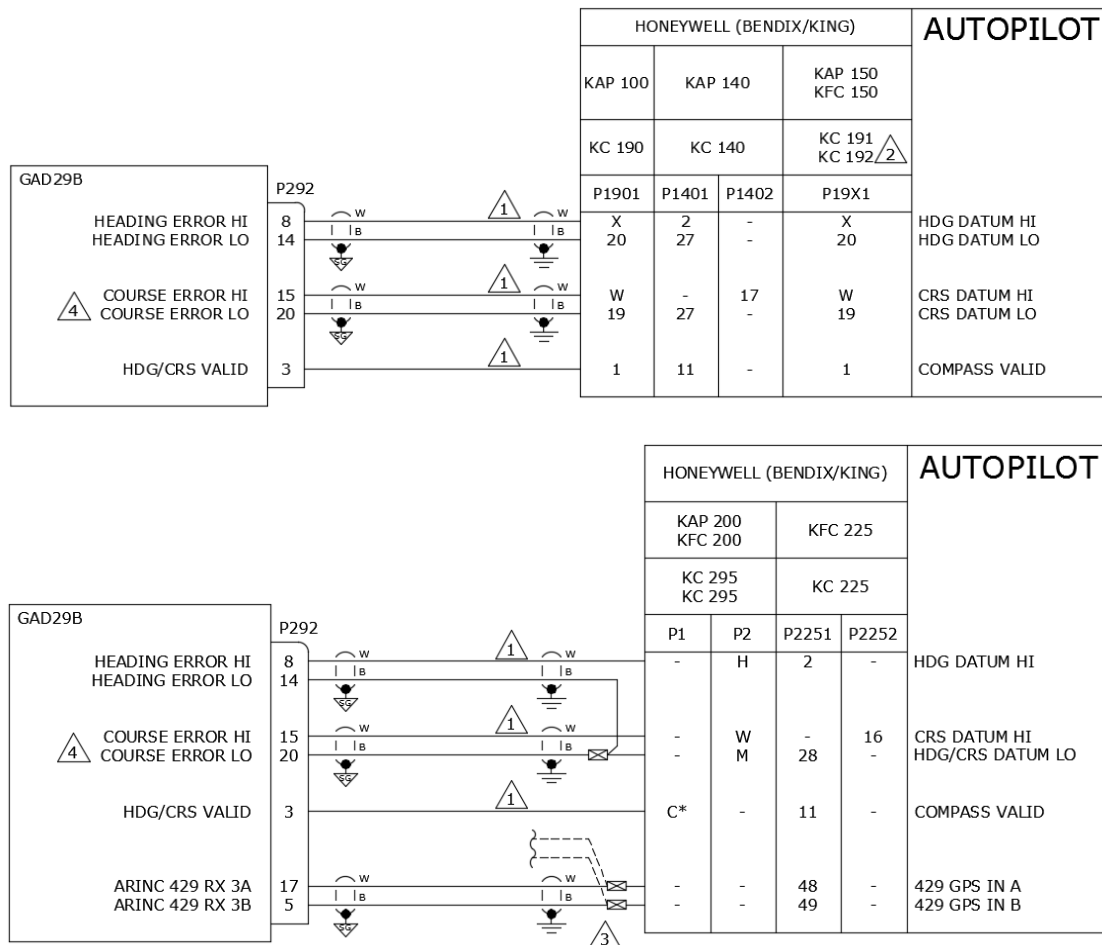 HONEYWELL (BENDIX/KING) AUTOPILOT
KAP 100 KAP 140 KAP 150
KFC 150
KC 190 KC 140 KC 191
KC 192 2
GAD29B
P292 P1901 P1401 P1402 P19X1
HEADING ERROR HI 8 W 1 W X 2 - X HDG DATUM HI
HEADING ERROR LO 14 B B 20 27 - 20 HDG DATUM LO
SG
COURSE ERROR HI 15 W 1 W W - 17 W CRS DATUM HI
4 COURSE ERROR LO 20 B B 19 27 - 19 CRS DATUM LO
SG
HDG/CRS VALID 3 1 1 11 - 1 COMPASS VALID
HONEYWELL (BENDIX/KING) AUTOPILOT
KAP 200 KFC 225
KFC 200
KC 295 KC 225
KC 295
GAD29B
P292 P1 P2 P2251 P2252
HEADING ERROR HI 8 W 1 W - H 2 - HDG DATUM HI
HEADING ERROR LO 14 B B
SG
COURSE ERROR HI 15 W 1 W - W - 16 CRS DATUM HI
4 COURSE ERROR LO 20 B B - M 28 - HDG/CRS DATUM LO
SG
HDG/CRS VALID 3 1 C* - 11 - COMPASS VALID
ARINC 429 RX 3A 17 W W - - 48 - 429 GPS IN A
ARINC 429 RX 3B 5 B B - - 49 - 429 GPS IN B
SG 3